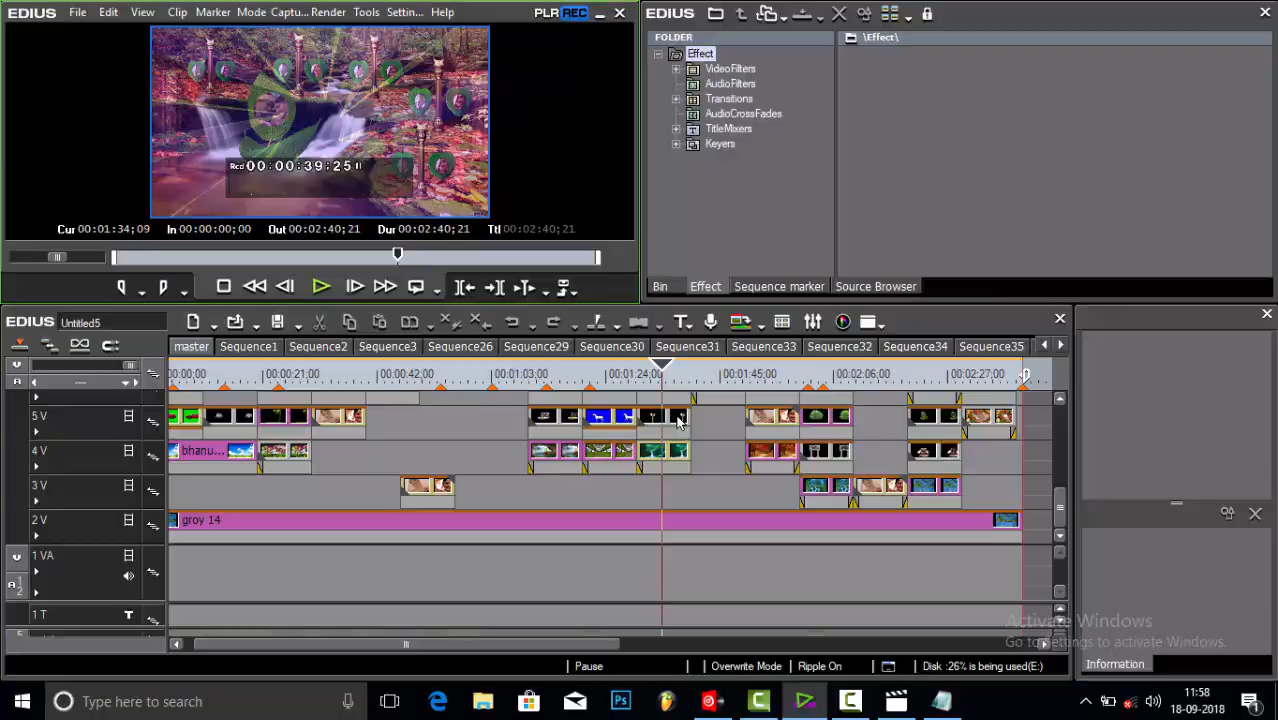 EDIUS File Edit View Clip Marker Mode Captu... Render Tools Settin... Help PLR REC
Rcd 00:00:39;25
Cur 00:01:34;09 In 00:00:00;00 Out 00:02:40;21 Dur 00:02:40;21 Ttl 00:02:40;21
EDIUS
FOLDER
\Effect\
Effect
VideoFilters
AudioFilters
Transitions
AudioCrossFades
TitleMixers
Keyers
Bin Effect Sequence marker Source Browser
EDIUS Untitled5
master Sequence1 Sequence2 Sequence3 Sequence26 Sequence29 Sequence30 Sequence31 Sequence33 Sequence32 Sequence34 Sequence35
00:00;00 00:00:21;00 00:00:42;00 00:01:03;00 00:01:24;00 00:01:45;00 00:02:06;00 00:02:27;00
5 V
4 V bhanu...
3 V
2 V groy 14
1 VA
A 1 2
1 T T
Activate Windows
Go to Settings to activate Windows.
Pause Overwrite Mode Ripple On Disk :26% is being used(E:)
Information
Type here to search
Ps
11:58
18-09-2018
1